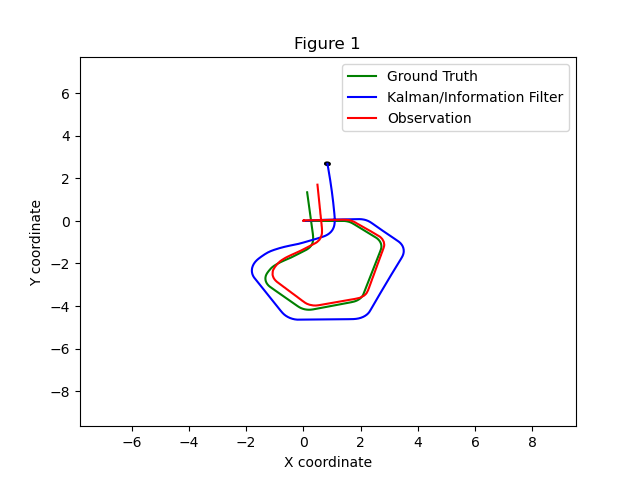 Figure 1
Ground Truth
Kalman/Information Filter
Observation
6
4
2
0
−2
−4
−6
−8
Y coordinate
−6 −4 −2 0 2 4 6 8
X coordinate